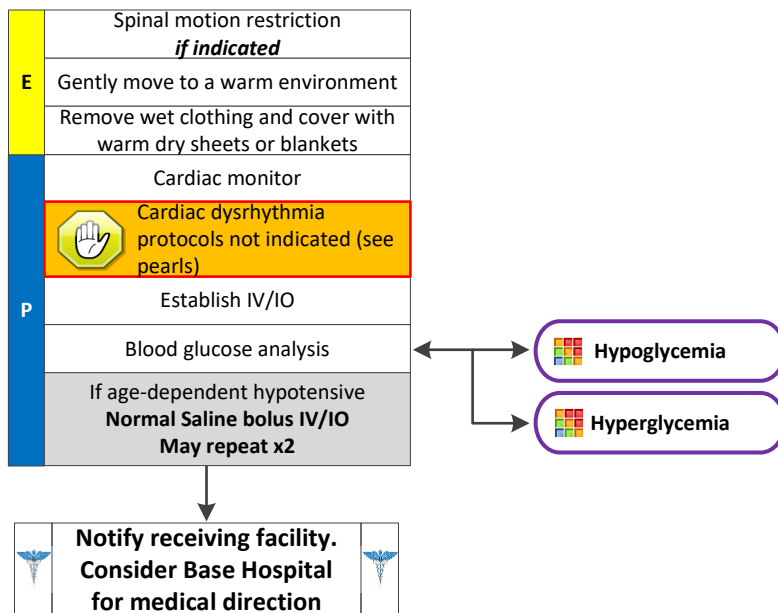 Spinal motion restriction
if indicated
E
Gently move to a warm environment
Remove wet clothing and cover with
warm dry sheets or blankets
P
Cardiac monitor
Cardiac dysrhythmia
protocols not indicated (see
pearls)
Establish IV/IO
Blood glucose analysis
Hypoglycemia
Hyperglycemia
If age-dependent hypotensive
Normal Saline bolus IV/IO
May repeat x2
Notify receiving facility.
Consider Base Hospital
for medical direction